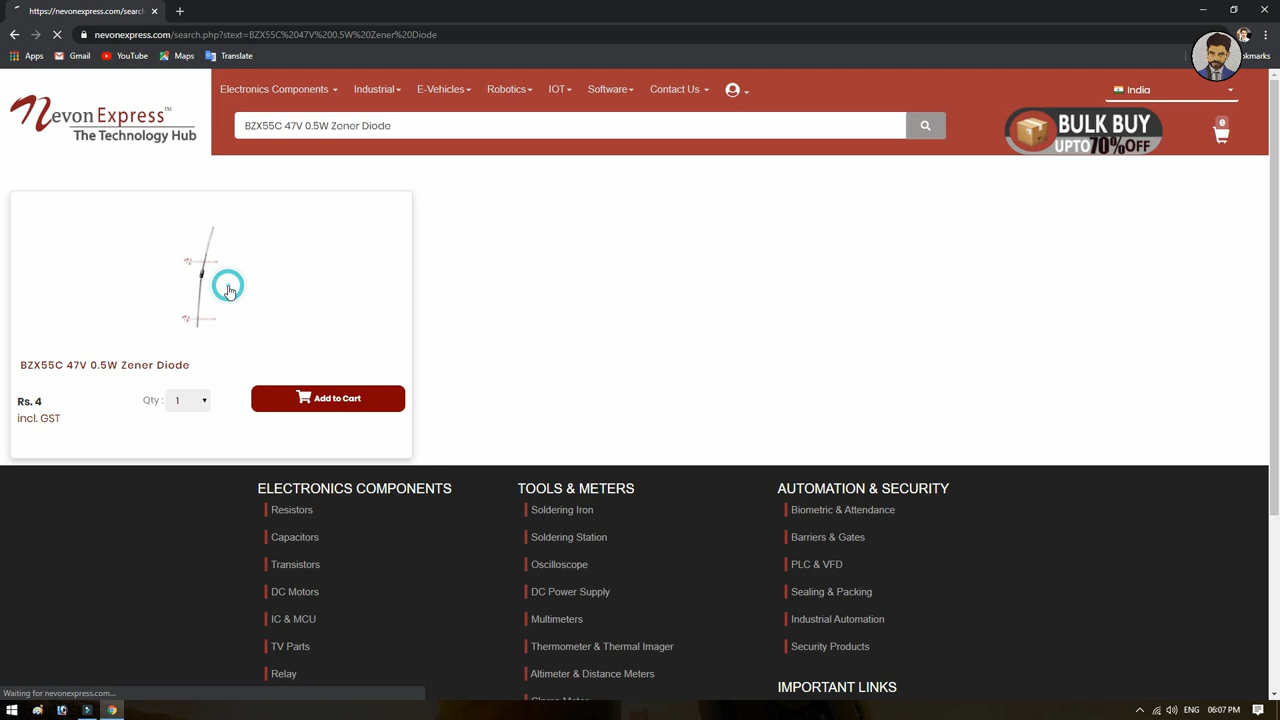 https://nevonexpress.com/search
nevonexpress.com/search.php?stext=BZX55C%2047V%200.5W%20Zener%20Diode
Apps
Gmail
YouTube
Maps
Translate
Nevon Express™
The Technology Hub
Electronics Components
Industrial
E-Vehicles
Robotics
IOT
Software
Contact Us
India
BZX55C 47V 0.5W Zener Diode
BULK BUY
UPTO 70% OFF
0
BZX55C 47V 0.5W Zener Diode
Rs. 4
incl. GST
Qty :
1
Add to Cart
ELECTRONICS COMPONENTS
Resistors
Capacitors
Transistors
DC Motors
IC & MCU
TV Parts
Relay
TOOLS & METERS
Soldering Iron
Soldering Station
Oscilloscope
DC Power Supply
Multimeters
Thermometer & Thermal Imager
Altimeter & Distance Meters
AUTOMATION & SECURITY
Biometric & Attendance
Barriers & Gates
PLC & VFD
Sealing & Packing
Industrial Automation
Security Products
IMPORTANT LINKS
Waiting for nevonexpress.com...
ENG
06:07 PM